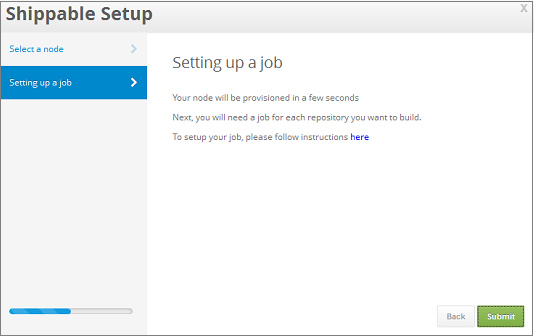 Shippable Setup
x
Select a node
Setting up a job
Setting up a job
Your node will be provisioned in a few seconds
Next, you will need a job for each repository you want to build.
To setup your job, please follow instructions here
Back
Submit